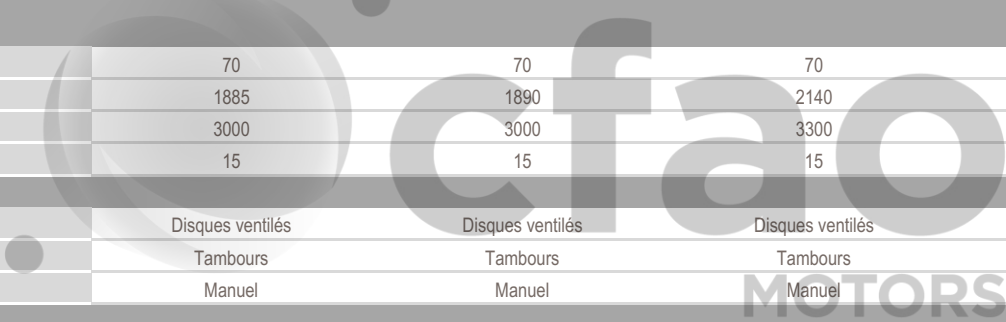 70 70 70
1885 1890 2140
3000 3000 3300
15 15 15
Disques ventilés Disques ventilés Disques ventilés
Tambours Tambours Tambours
Manuel Manuel Manuel
cfao
MOTORS